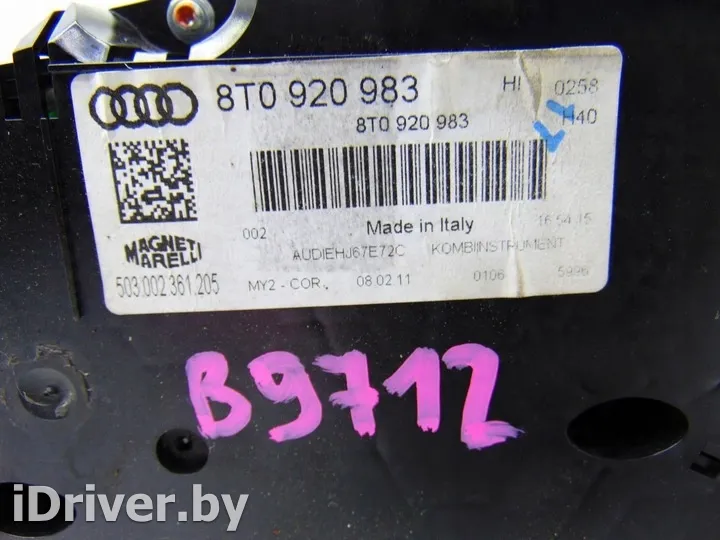 8T0 920 983 HI 0258
8T0 920 983 H40
002 Made in Italy 16:54:15
MAGNETI
MARELLI
AUDIEHJ67E72C KOMBIINSTRUMENT
503.002.361.205 MY2 - COR., 08.02.11 0106 5996
B9712
iDriver.by